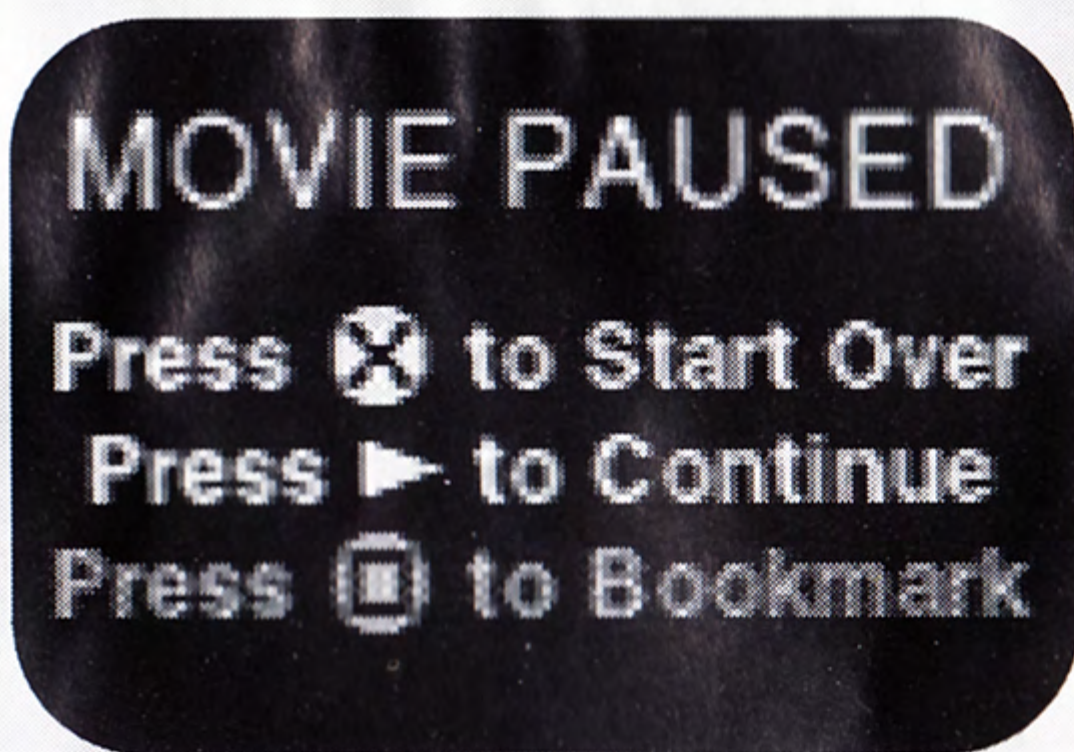 MOVIE PAUSED
Press ⊗ to Start Over
Press ► to Continue
Press ▣ to Bookmark